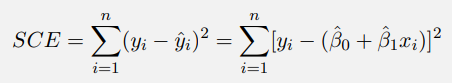 SCE = \sum_{i=1}^{n} (y_i - \hat{y}_i)^2 = \sum_{i=1}^{n} [y_i - (\hat{\beta}_0 + \hat{\beta}_1 x_i)]^2